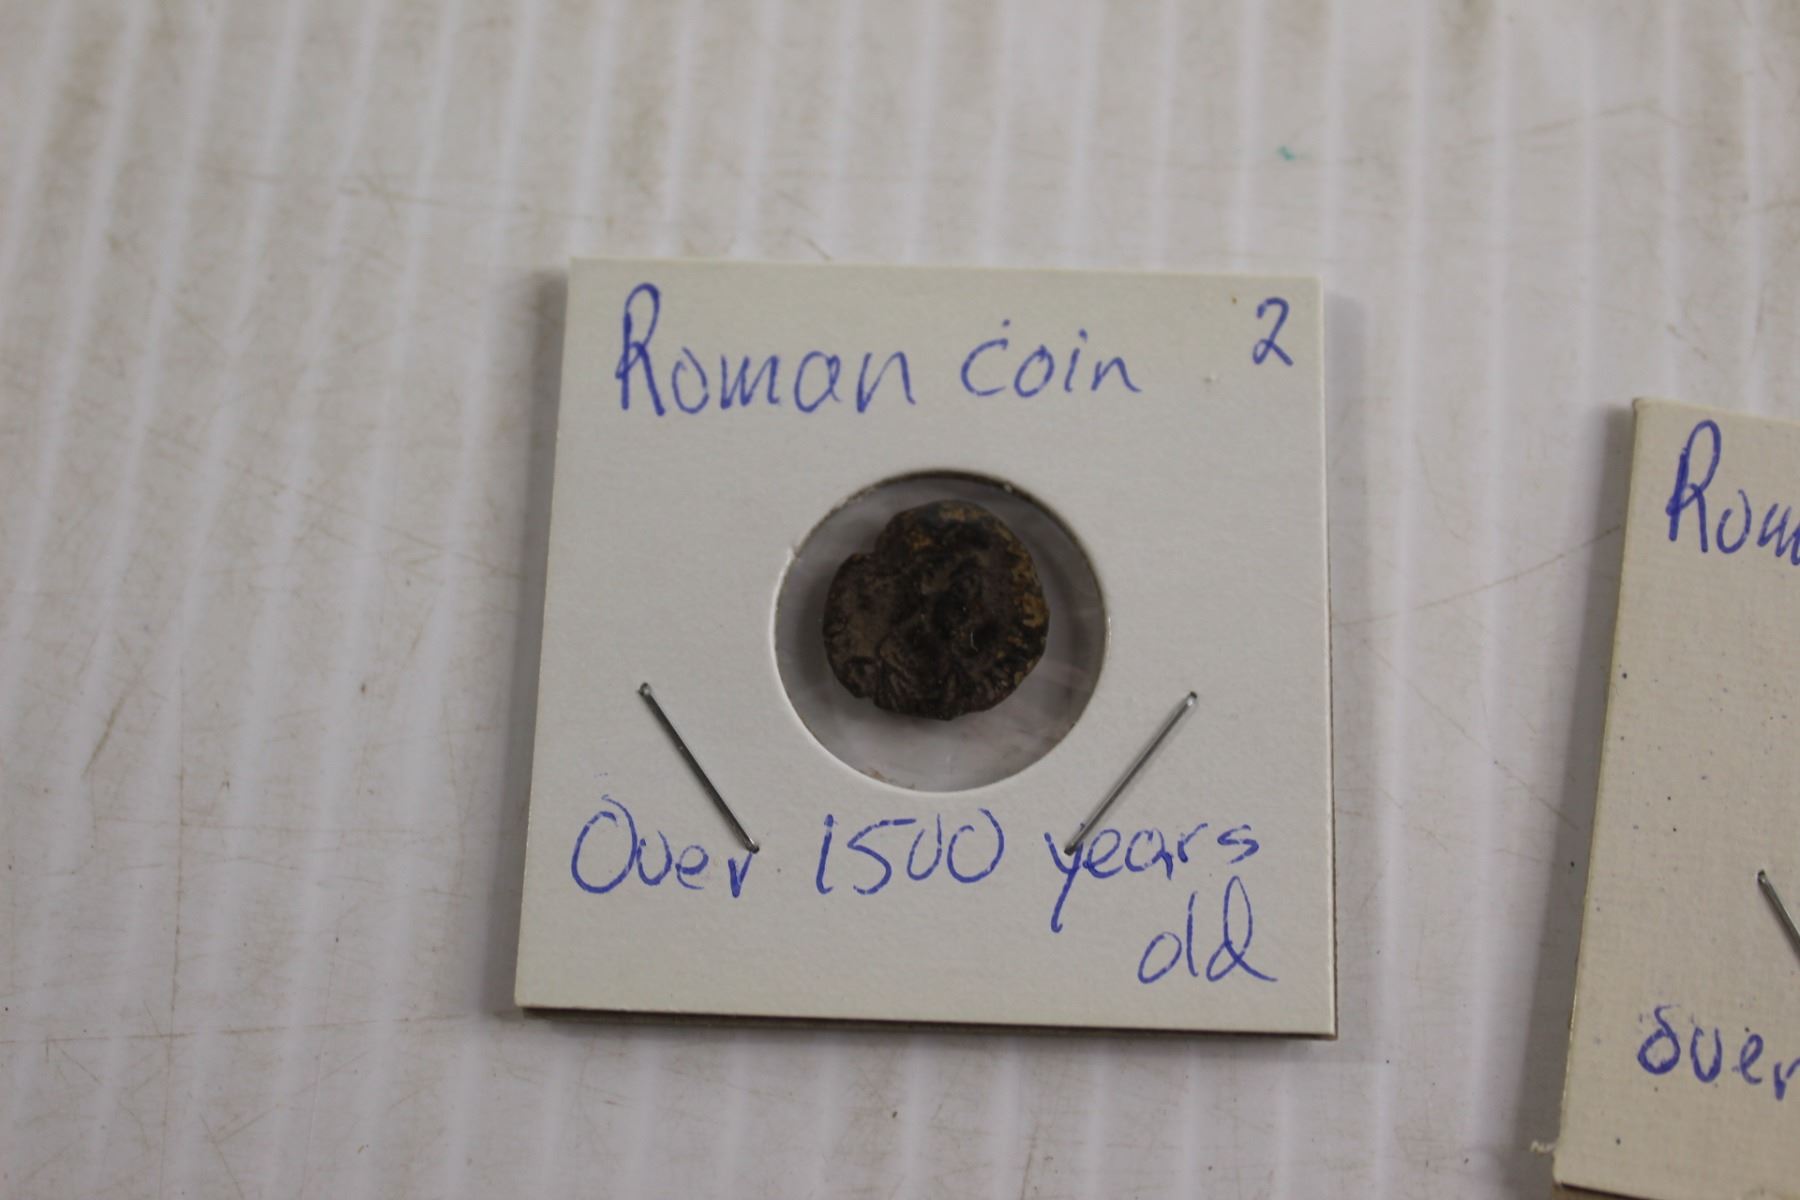 Roman coin 2
Over 1500 years
old
Rom
over